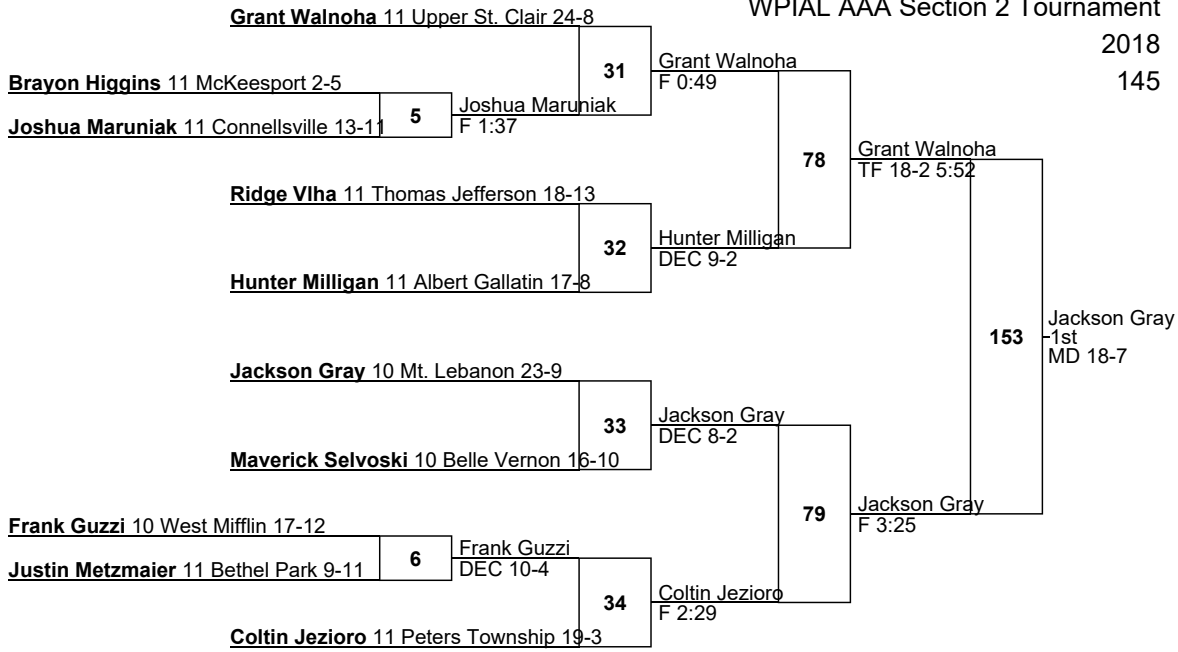 WPIAL AAA Section 2 Tournament
2018
145
Grant Walnoha 11 Upper St. Clair 24-8
31
Grant Walnoha
F 0:49
Brayon Higgins 11 McKeesport 2-5
5
Joshua Maruniak
F 1:37
Joshua Maruniak 11 Connellsville 13-11
78
Grant Walnoha
TF 18-2 5:52
Ridge Vlha 11 Thomas Jefferson 18-13
32
Hunter Milligan
DEC 9-2
Hunter Milligan 11 Albert Gallatin 17-8
153
Jackson Gray
1st
MD 18-7
Jackson Gray 10 Mt. Lebanon 23-9
33
Jackson Gray
DEC 8-2
Maverick Selvoski 10 Belle Vernon 16-10
79
Jackson Gray
F 3:25
Frank Guzzi 10 West Mifflin 17-12
6
Frank Guzzi
DEC 10-4
Justin Metzmaier 11 Bethel Park 9-11
34
Coltin Jezioro
F 2:29
Coltin Jezioro 11 Peters Township 19-3